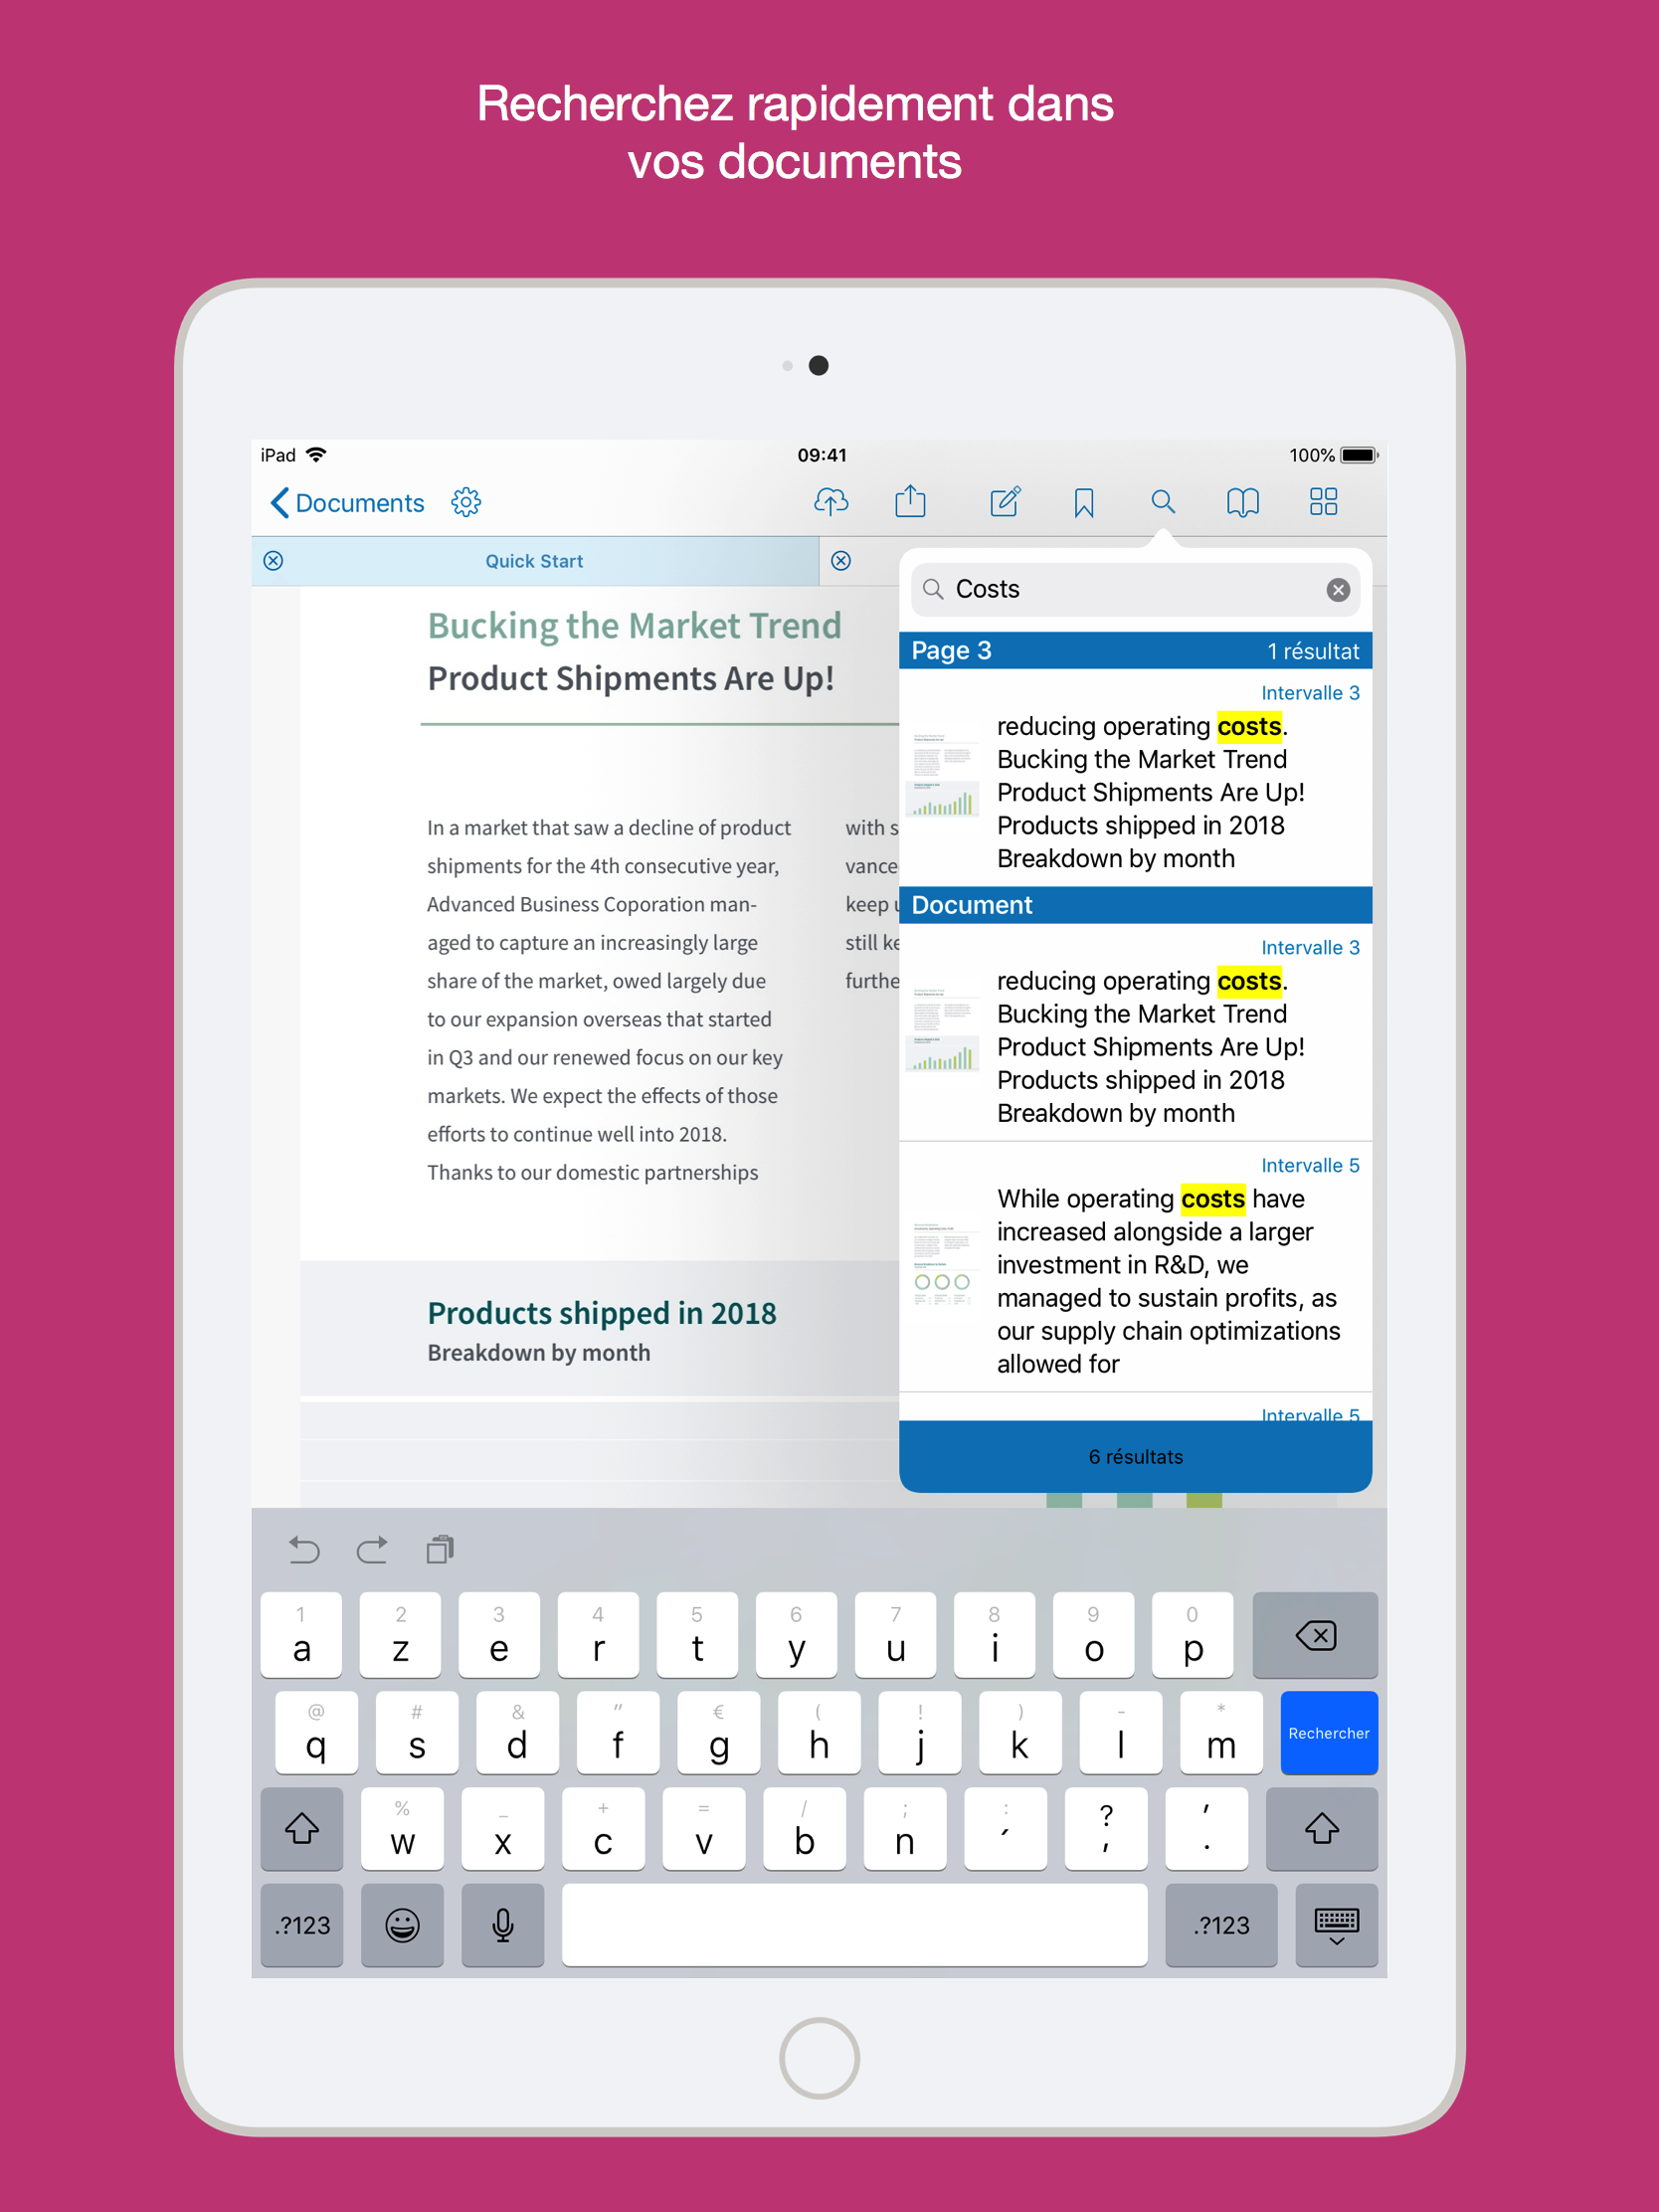 Recherchez rapidement dans
vos documents
iPad
09:41
100%
Documents
Quick Start
Costs
Page 3
1 résultat
Intervalle 3
reducing operating costs.
Bucking the Market Trend
Product Shipments Are Up!
Products shipped in 2018
Breakdown by month
Document
Intervalle 3
reducing operating costs.
Bucking the Market Trend
Product Shipments Are Up!
Products shipped in 2018
Breakdown by month
Intervalle 5
While operating costs have
increased alongside a larger
investment in R&D, we
managed to sustain profits, as
our supply chain optimizations
allowed for
Intervalle 5
6 résultats
Bucking the Market Trend
Product Shipments Are Up!
In a market that saw a decline of product
shipments for the 4th consecutive year,
Advanced Business Coporation man-
aged to capture an increasingly large
share of the market, owed largely due
to our expansion overseas that started
in Q3 and our renewed focus on our key
markets. We expect the effects of those
efforts to continue well into 2018.
Thanks to our domestic partnerships
with s
vance
keep u
still ke
furthe
Products shipped in 2018
Breakdown by month
1 2 3 4 5 6 7 8 9 0
a z e r t y u i o p
@ # & " € ( ! ) - *
q s d f g h j k l m
Rechercher
% _ + = / ; : ? '
w x c v b n ´ , .
.?123
.?123